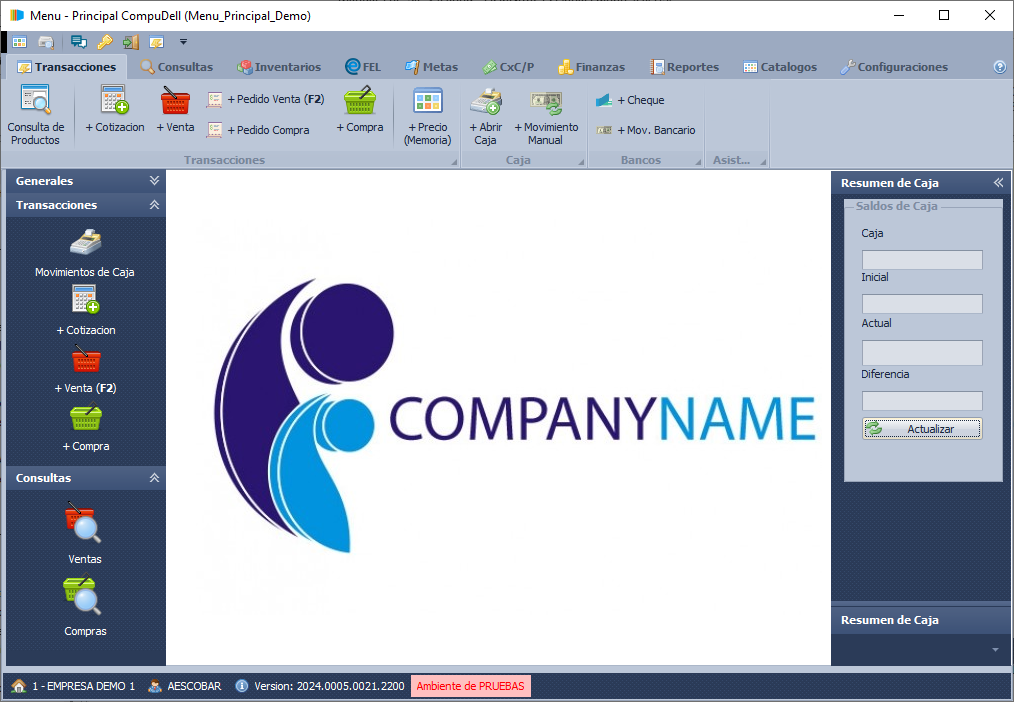 Menu - Principal CompuDell (Menu_Principal_Demo)
Transacciones
Consultas
Inventarios
FEL
Metas
CxC/P
Finanzas
Reportes
Catalogos
Configuraciones
Consulta de
Productos
+ Cotizacion
+ Venta
+ Pedido Venta (F2)
+ Pedido Compra
+ Compra
+ Precio
(Memoria)
+ Abrir
Caja
+ Movimiento
Manual
+ Cheque
+ Mov. Bancario
Transacciones
Caja
Bancos
Asist...
Generales
Transacciones
Movimientos de Caja
+ Cotizacion
+ Venta (F2)
+ Compra
Consultas
Ventas
Compras
COMPANYNAME
Resumen de Caja
Saldos de Caja
Caja
Inicial
Actual
Diferencia
Actualizar
Resumen de Caja
1 - EMPRESA DEMO 1
AESCOBAR
Version: 2024.0005.0021.2200
Ambiente de PRUEBAS